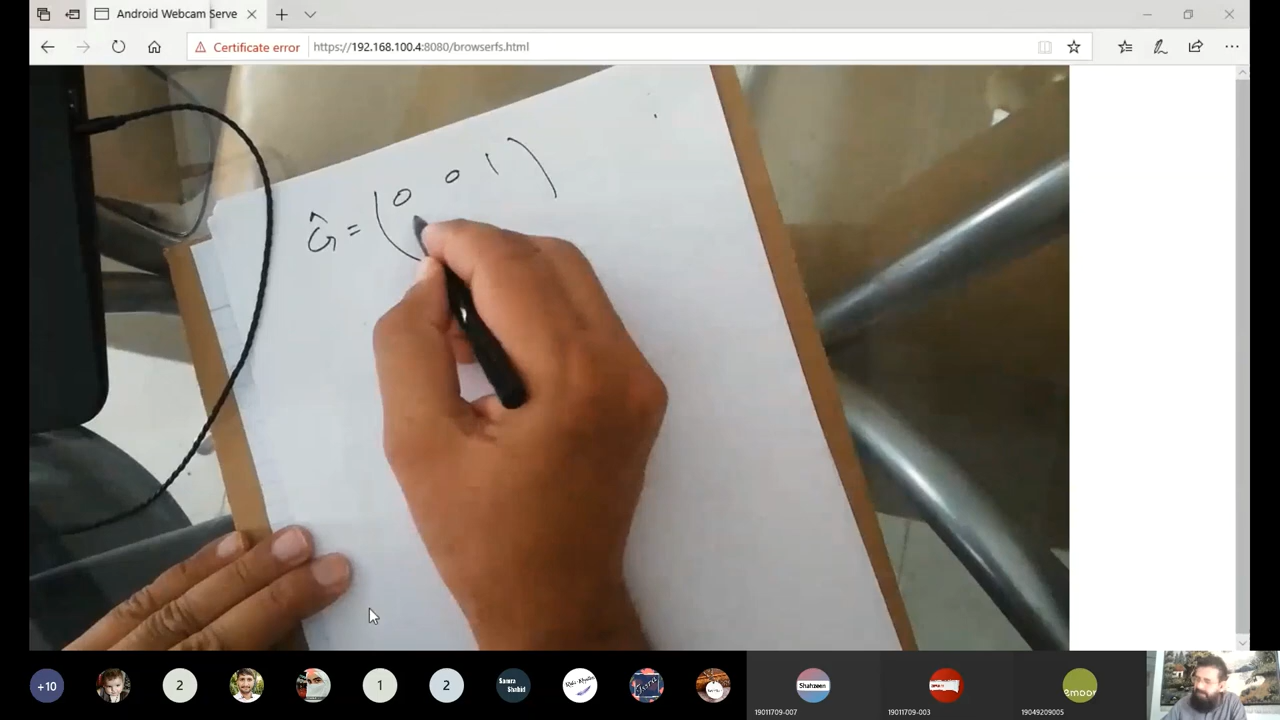 Android Webcam Serve
Certificate error https://192.168.100.4:8080/browserfs.html
Ĝ = ( 0 0 1 )
+10
2
1
2
Samra Shahid
Shahzeen
19011709-007
19011709-003
19049209005